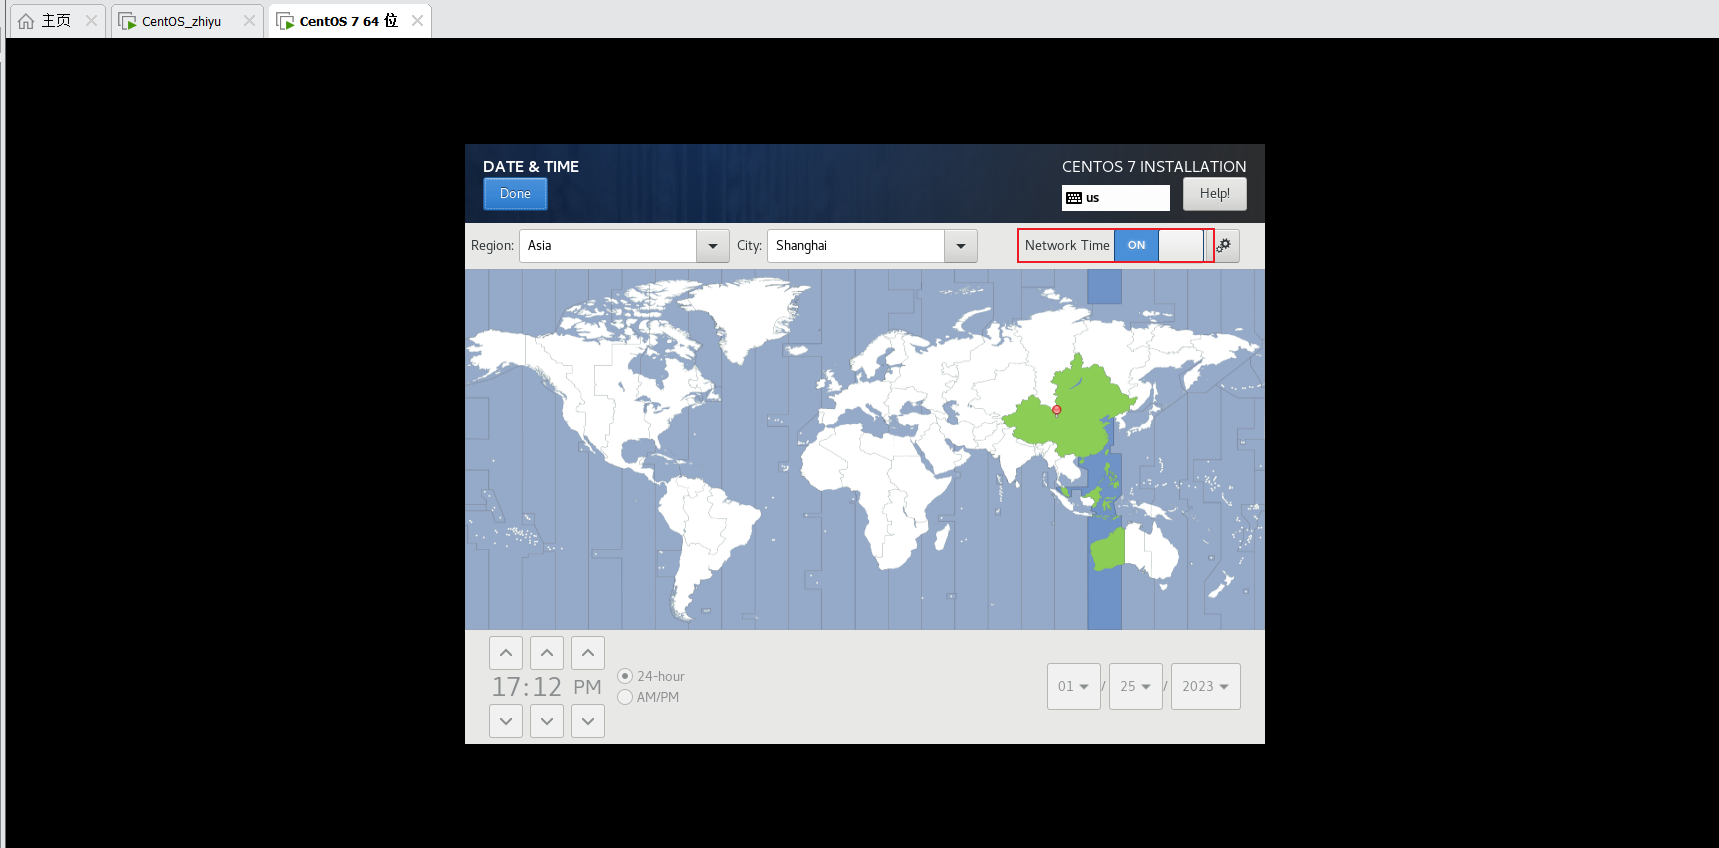 主页 CentOS_zhiyu CentOS 7 64 位
DATE & TIME CENTOS 7 INSTALLATION
Done us Help!
Region: Asia City: Shanghai Network Time ON
17:12 PM
24-hour
AM/PM
01 / 25 / 2023